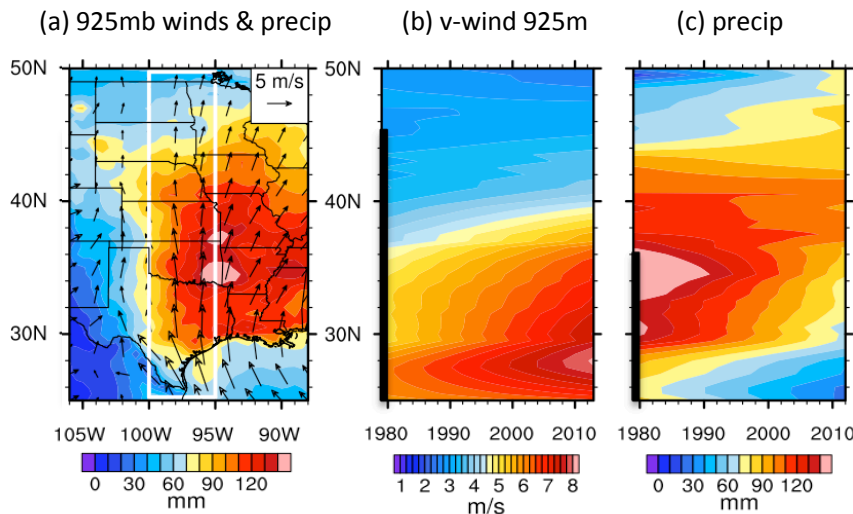 (a) 925mb winds & precip
(b) v-wind 925m
(c) precip
50N
5 m/s
40N
30N
105W 100W 95W 90W
0 30 60 90 120
mm
50N
40N
30N
1980 1990 2000 2010
1 2 3 4 5 6 7 8
m/s
50N
40N
30N
1980 1990 2000 2010
0 30 60 90 120
mm